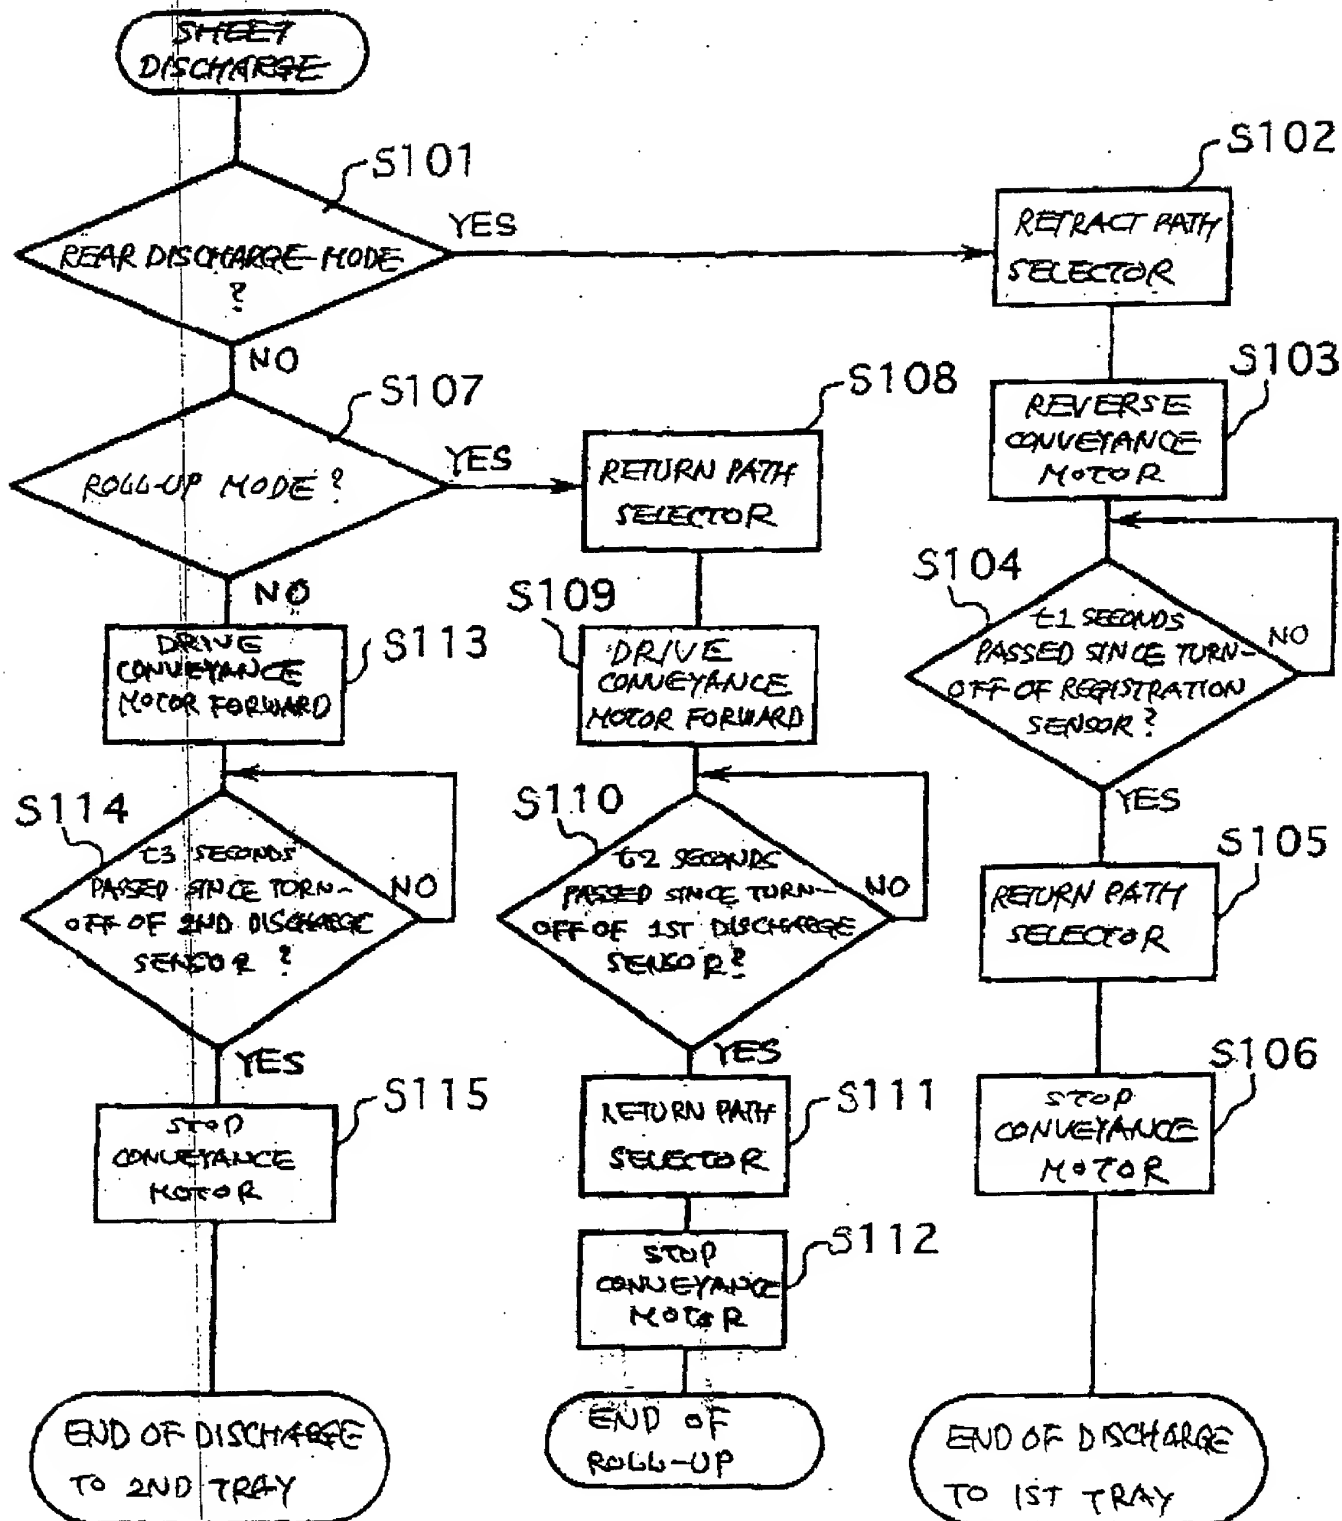 SHEET
DISCHARGE
S101
REAR DISCHARGE MODE
?
YES
NO
S102
RETRACT PATH
SELECTOR
S103
REVERSE
CONVEYANCE
MOTOR
S104
t1 SECONDS
PASSED SINCE TURN-
OFF OF REGISTRATION
SENSOR?
NO
YES
S105
RETURN PATH
SELECTOR
S106
STOP
CONVEYANCE
MOTOR
END OF DISCHARGE
TO 1ST TRAY
S107
ROLL-UP MODE?
YES
NO
S108
RETURN PATH
SELECTOR
S109
DRIVE
CONVEYANCE
MOTOR FORWARD
S110
t2 SECONDS
PASSED SINCE TURN-
OFF OF 1ST DISCHARGE
SENSOR?
NO
YES
S111
RETURN PATH
SELECTOR
S112
STOP
CONVEYANCE
MOTOR
END OF
ROLL-UP
S113
DRIVE
CONVEYANCE
MOTOR FORWARD
S114
t3 SECONDS
PASSED SINCE TURN-
OFF OF 2ND DISCHARGE
SENSOR?
NO
YES
S115
STOP
CONVEYANCE
MOTOR
END OF DISCHARGE
TO 2ND TRAY